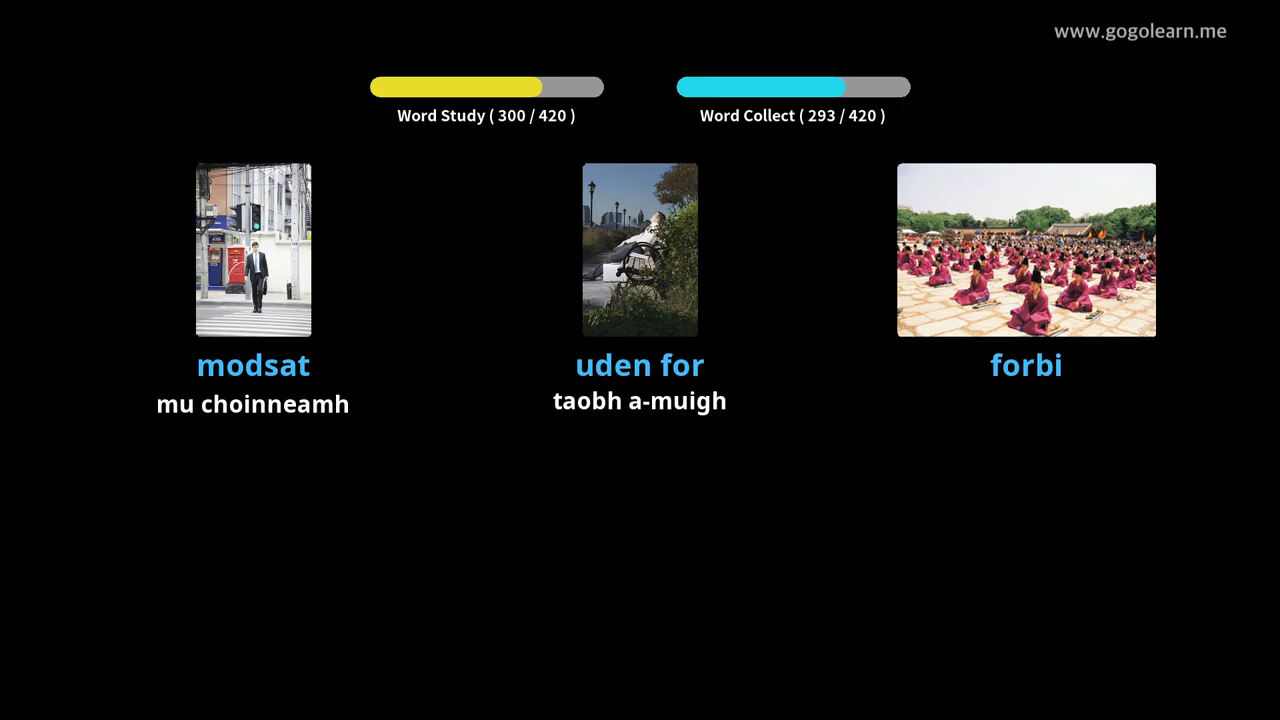 www.gogolearn.me
Word Study ( 300 / 420 )
Word Collect ( 293 / 420 )
modsat
uden for
forbi
mu choinneamh
taobh a-muigh